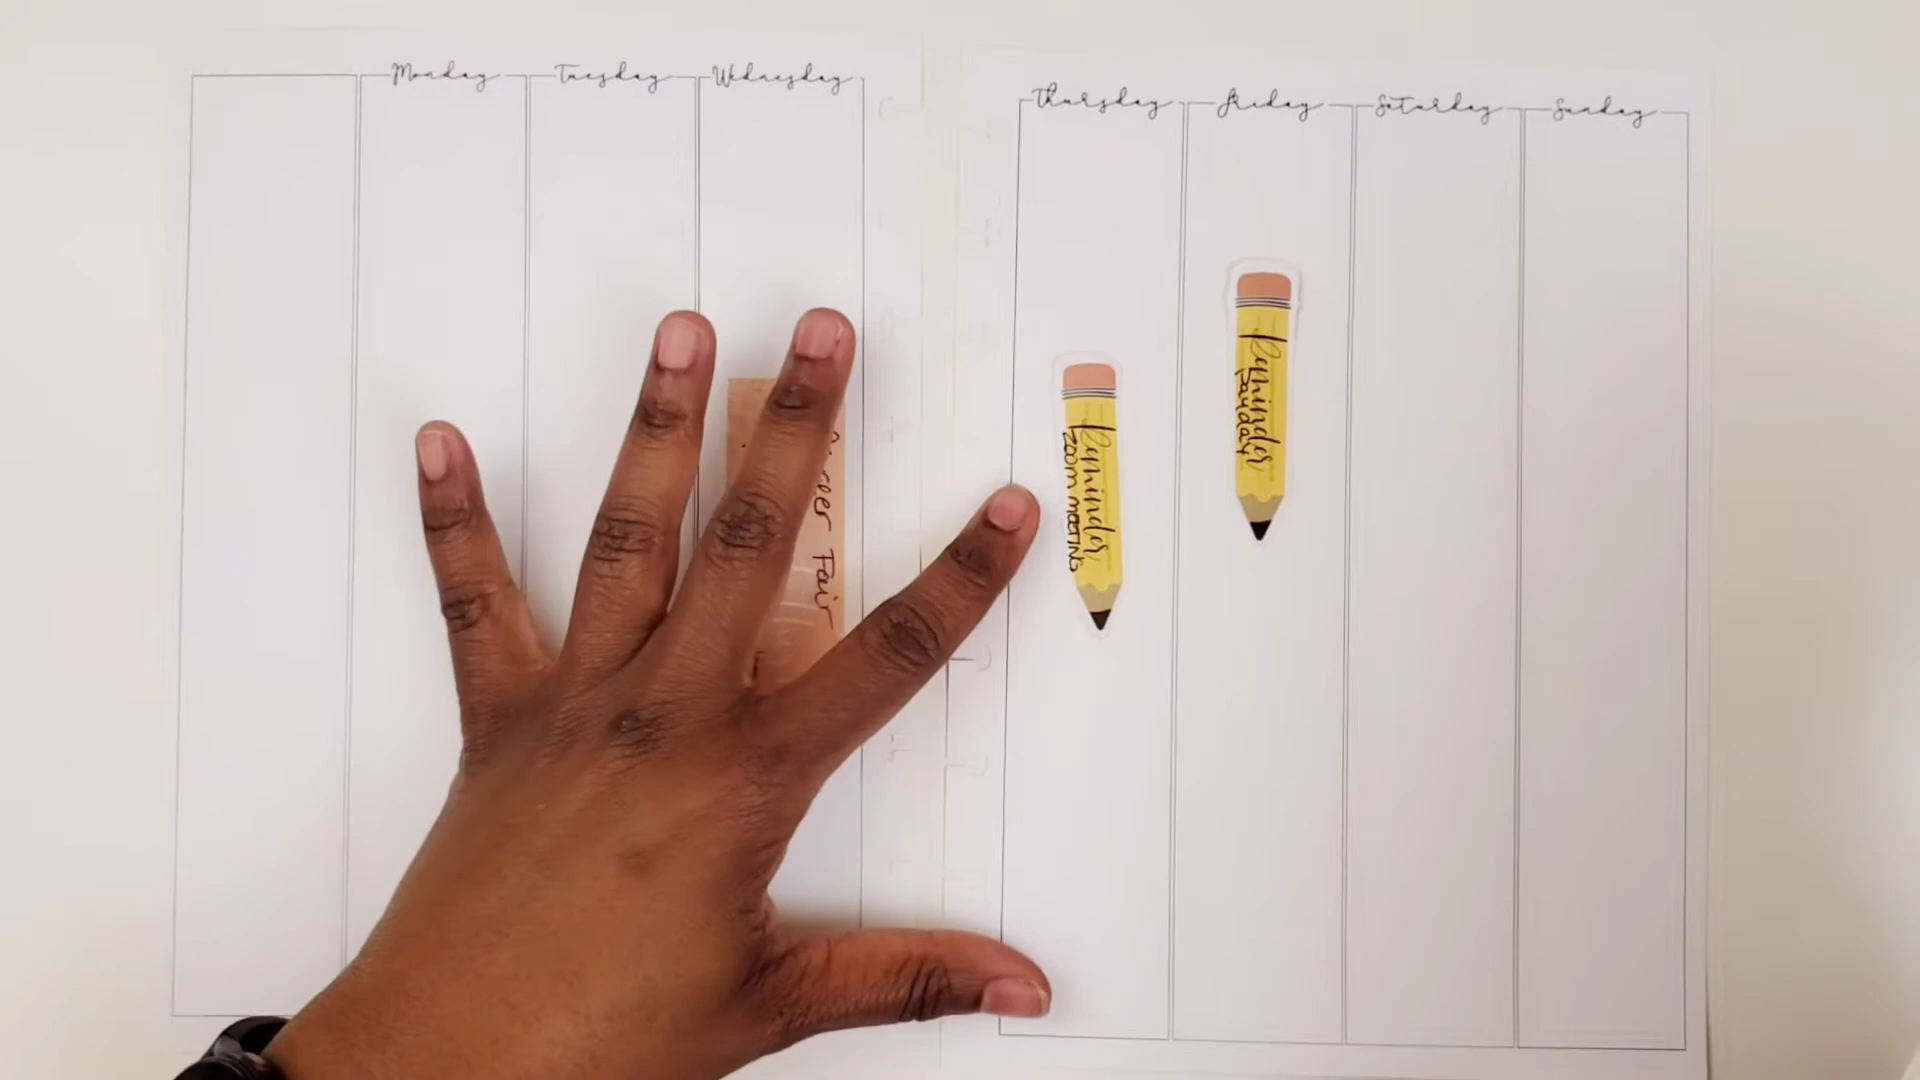 Monday
Tuesday
Wednesday
Thursday
Friday
Saturday
Sunday
Fair
Reminder
zoom meeting
Reminder
payday